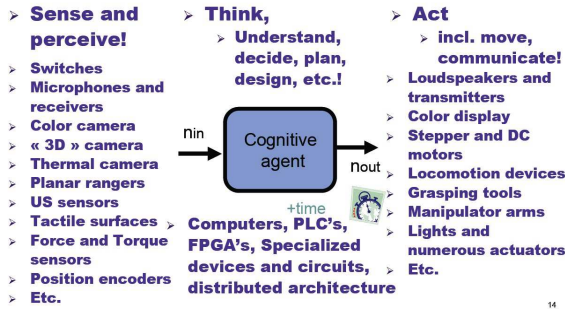 ➢ Sense and
perceive!
➢ Switches
➢ Microphones and
receivers
➢ Color camera
➢ « 3D » camera
➢ Thermal camera
➢ Planar rangers
➢ US sensors
➢ Tactile surfaces
➢ Force and Torque
sensors
➢ Position encoders
➢ Etc.
➢ Think,
➢ Understand,
decide, plan,
design, etc.!
nin
Cognitive
agent
nout
+time
➢ Computers, PLC's,
FPGA's, Specialized
devices and circuits,
distributed architecture
➢ Act
➢ incl. move,
communicate!
➢ Loudspeakers and
transmitters
➢ Color display
➢ Stepper and DC
motors
➢ Locomotion devices
➢ Grasping tools
➢ Manipulator arms
➢ Lights and
numerous actuators
➢ Etc.
14